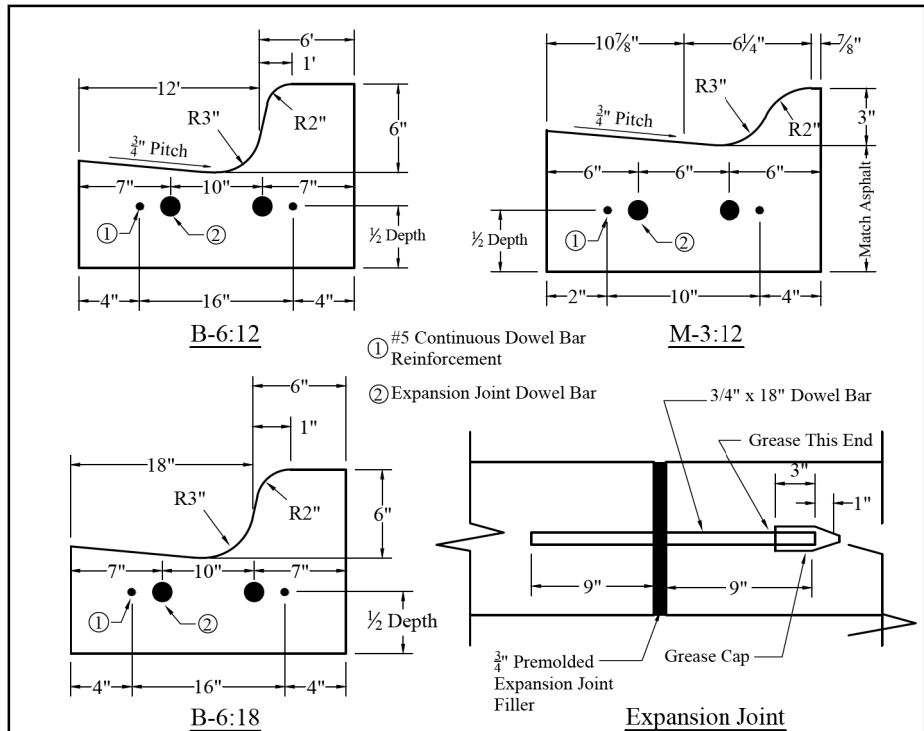 6'
1'
12'
R3"
R2"
6"
3/4" Pitch
7" 10" 7"
½ Depth
① ②
4" 16" 4"
B-6:12
10⅞" 6¼" ⅞"
R3"
R2"
3"
3/4" Pitch
6" 6" 6"
Match Asphalt
½ Depth
① ②
2" 10" 4"
M-3:12
① #5 Continuous Dowel Bar
Reinforcement
② Expansion Joint Dowel Bar
6"
1"
18"
R3"
R2"
6"
7" 10" 7"
½ Depth
① ②
4" 16" 4"
B-6:18
3/4" x 18" Dowel Bar
Grease This End
3"
1"
9" 9"
3/4" Premolded
Expansion Joint
Filler
Grease Cap
Expansion Joint